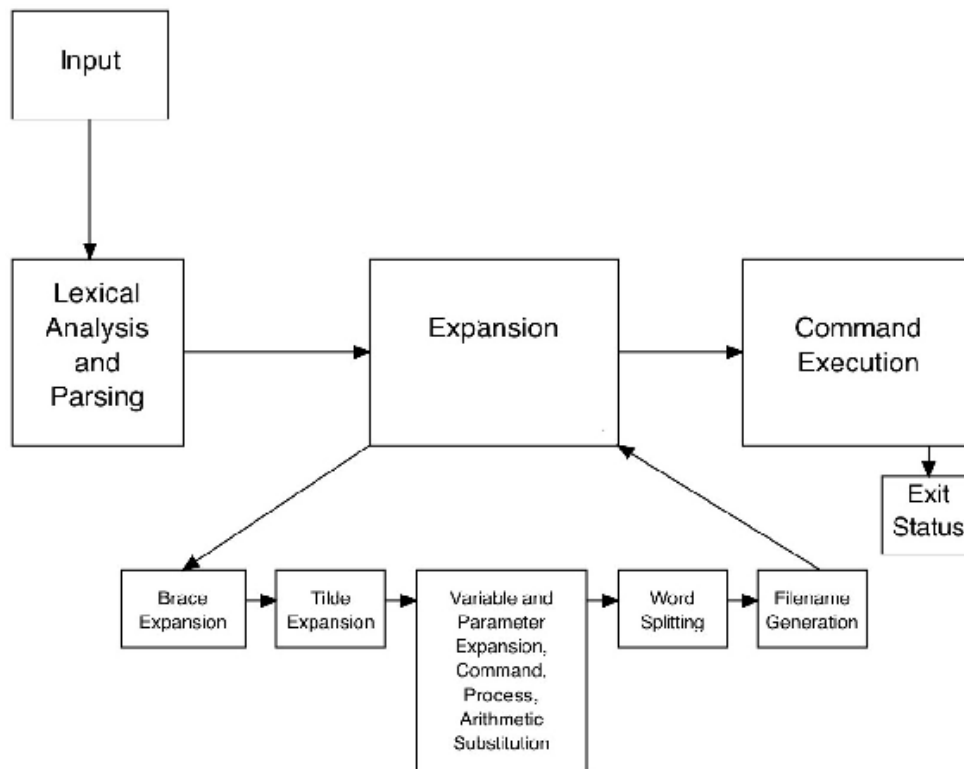 Input
Lexical
Analysis
and
Parsing
Expansion
Command
Execution
Exit
Status
Brace
Expansion
Tilde
Expansion
Variable and
Parameter
Expansion,
Command,
Process,
Arithmetic
Substitution
Word
Splitting
Filename
Generation